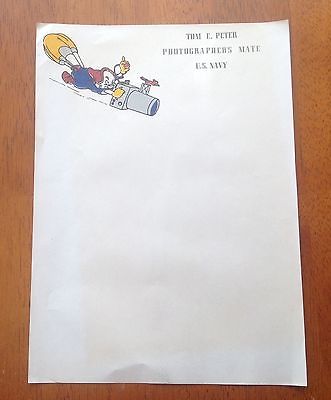 TOM E. PETER
PHOTOGRAPHERS MATE
U.S. NAVY